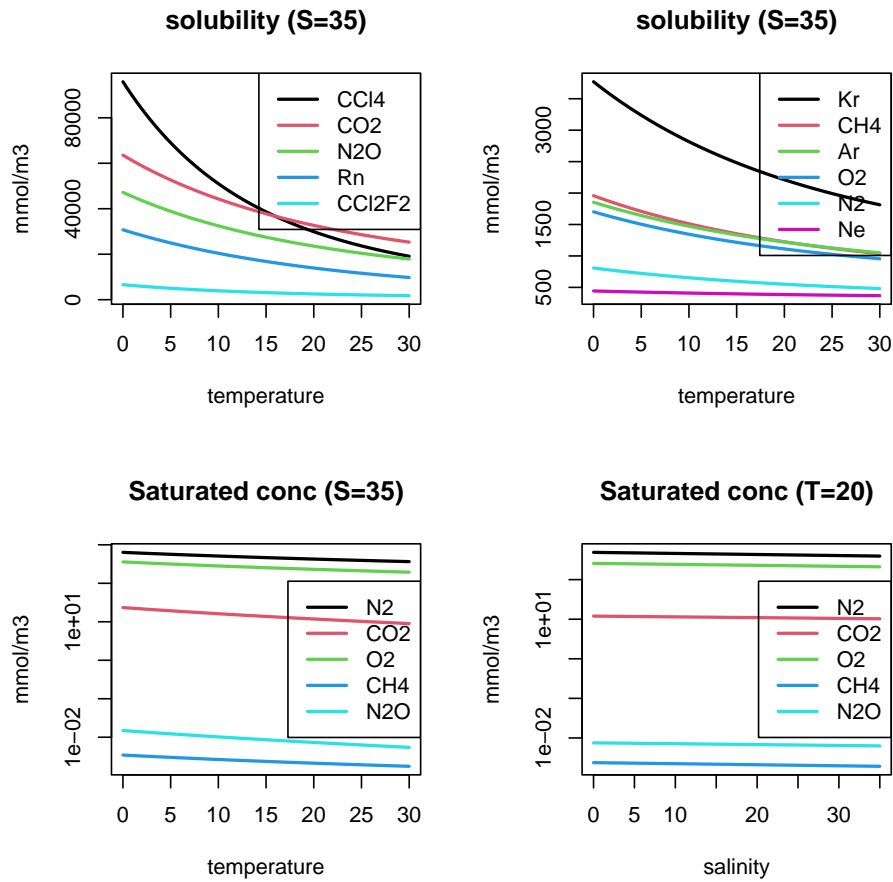 solubility (S=35)
mmol/m3
0
40000
80000
CCl4
CO2
N2O
Rn
CCl2F2
0 5 10 15 20 25 30
temperature
solubility (S=35)
mmol/m3
500
1500
3000
Kr
CH4
Ar
O2
N2
Ne
0 5 10 15 20 25 30
temperature
Saturated conc (S=35)
mmol/m3
1e−02
1e+01
N2
CO2
O2
CH4
N2O
0 5 10 15 20 25 30
temperature
Saturated conc (T=20)
mmol/m3
1e−02
1e+01
N2
CO2
O2
CH4
N2O
0 5 10 20 30
salinity